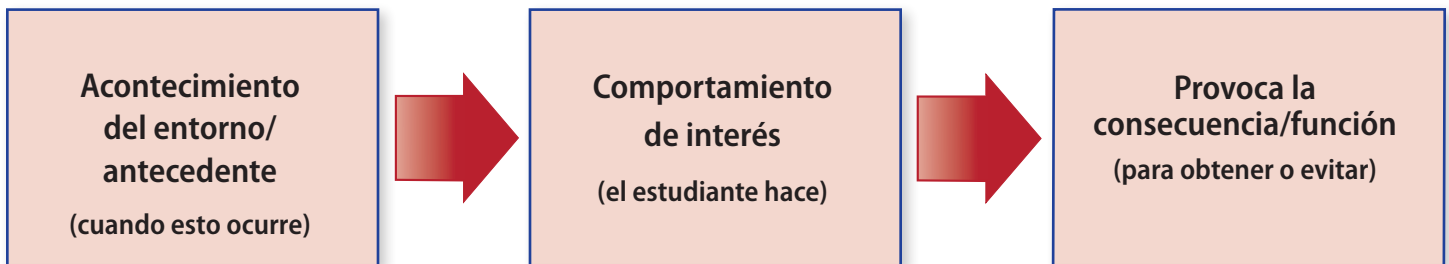 Acontecimiento
del entorno/
antecedente
(cuando esto ocurre)
Comportamiento
de interés
(el estudiante hace)
Provoca la
consecuencia/función
(para obtener o evitar)